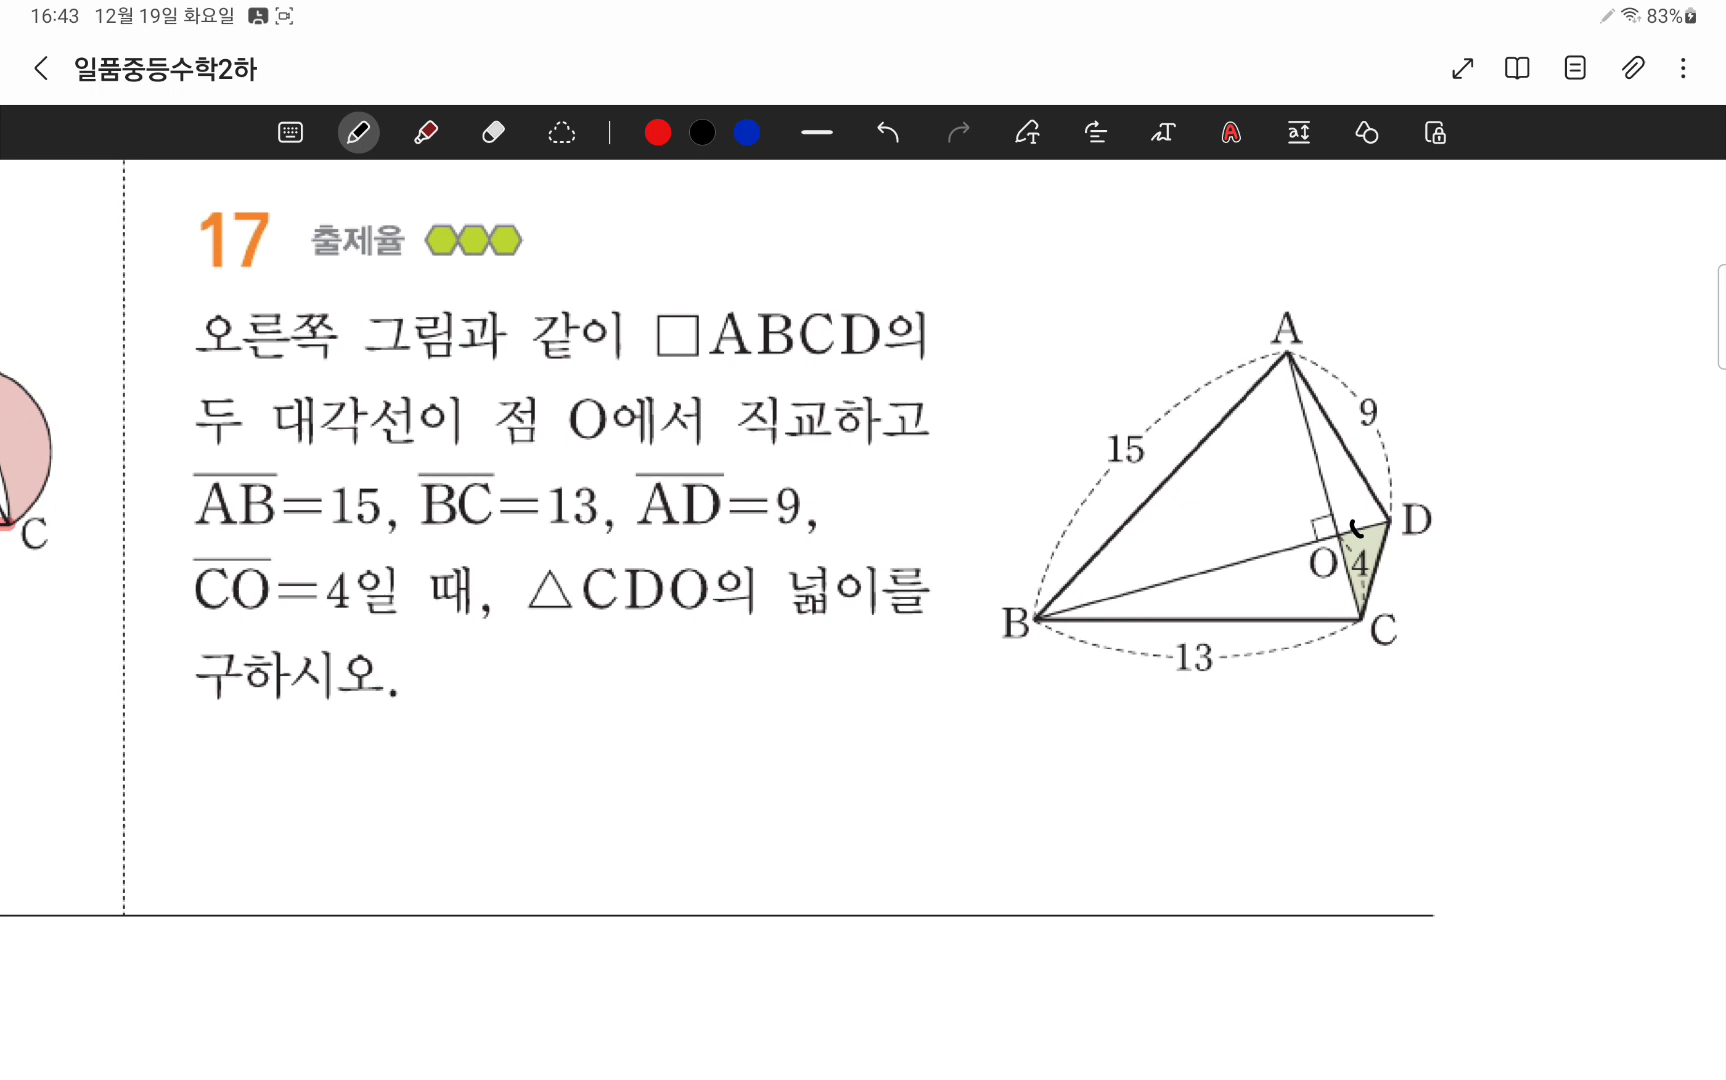 16:43 12월 19일 화요일
83%
일품중등수학2하
17 출제율
오른쪽 그림과 같이 □ABCD의
두 대각선이 점 O에서 직교하고
AB=15, BC=13, AD=9,
CO=4일 때, △CDO의 넓이를
구하시오.
A
9
15
D
O 4
B
C
13
C